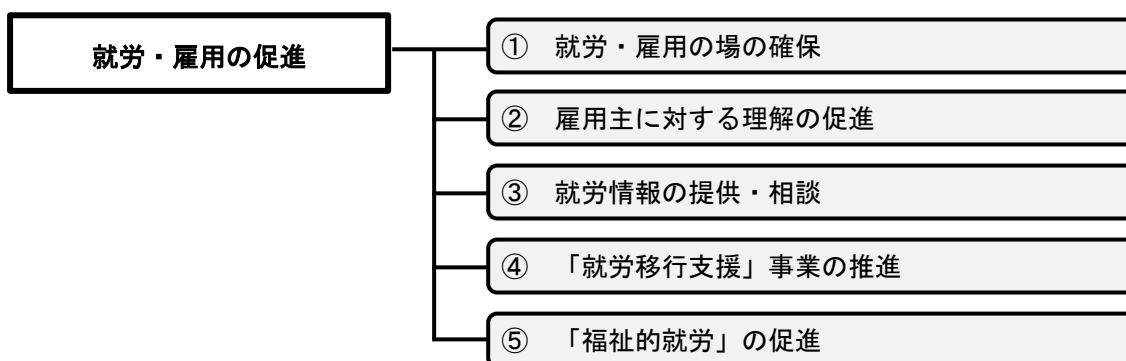 就労・雇用の促進
① 就労・雇用の場の確保
② 雇用主に対する理解の促進
③ 就労情報の提供・相談
④ 「就労移行支援」事業の推進
⑤ 「福祉的就労」の促進